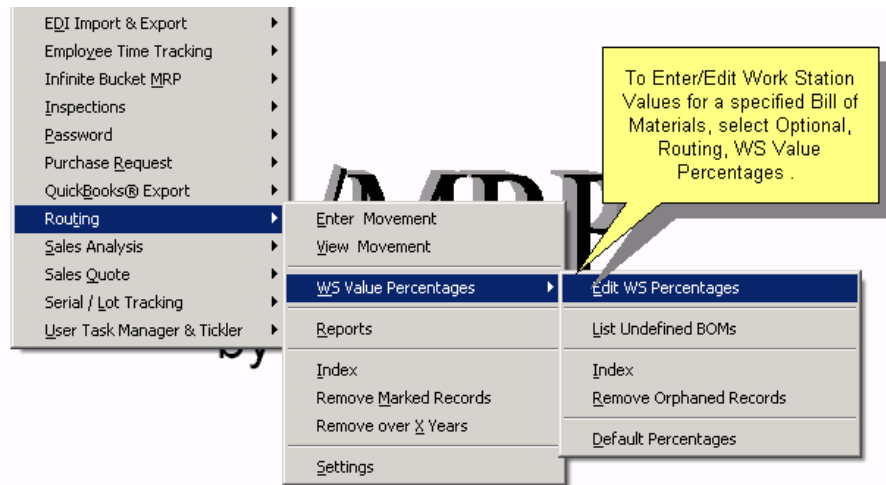 EDI Import & Export
Employee Time Tracking
Infinite Bucket MRP
Inspections
Password
Purchase Request
QuickBooks® Export
Routing
Sales Analysis
Sales Quote
Serial / Lot Tracking
User Task Manager & Tickler
by
/MRP
Enter Movement
View Movement
WS Value Percentages
Reports
Index
Remove Marked Records
Remove over X Years
Settings
Edit WS Percentages
List Undefined BOMs
Index
Remove Orphaned Records
Default Percentages
To Enter/Edit Work Station
Values for a specified Bill of
Materials, select Optional,
Routing, WS Value
Percentages .